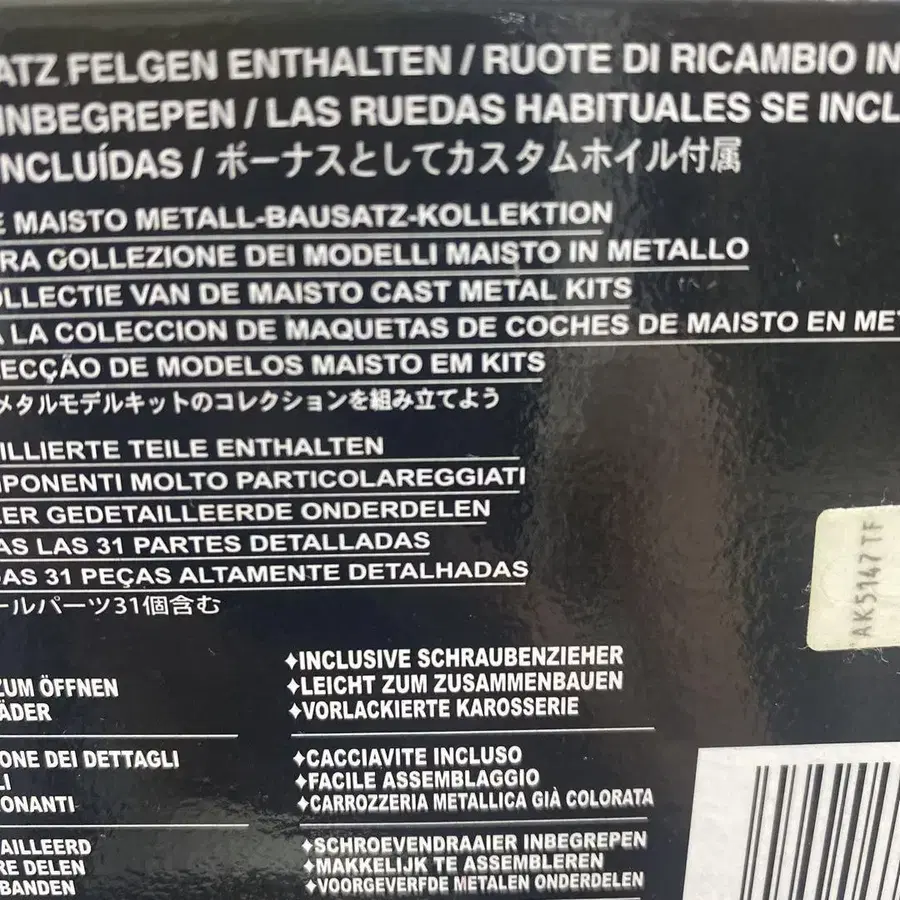 ATZ FELGEN ENTHALTEN / RUOTE DI RICAMBIO IN
INBEGREPEN / LAS RUEDAS HABITUALES SE INCL
NCLUÍDAS / ボーナスとしてカスタムホイル付属
E MAISTO METALL-BAUSATZ-KOLLEKTION
RA COLLEZIONE DEI MODELLI MAISTO IN METALLO
OLLECTIE VAN DE MAISTO CAST METAL KITS
A LA COLECCION DE MAQUETAS DE COCHES DE MAISTO EN MET
ECÇÃO DE MODELOS MAISTO EM KITS
メタルモデルキットのコレクションを組み立てよう
ILLIERTE TEILE ENTHALTEN
MPONENTI MOLTO PARTICOLAREGGIATI
EER GEDETAILLEERDE ONDERDELEN
AS LAS 31 PARTES DETALLADAS
DAS 31 PEÇAS ALTAMENTE DETALHADAS
ールパーツ31個含む
AK5147TF
ZUM ÖFFNEN
ÄDER
✦INCLUSIVE SCHRAUBENZIEHER
✦LEICHT ZUM ZUSAMMENBAUEN
✦VORLACKIERTE KAROSSERIE
ONE DEI DETTAGLI
LI
ONANTI
✦CACCIAVITE INCLUSO
✦FACILE ASSEMBLAGGIO
✦CARROZZERIA METALLICA GIÀ COLORATA
AILLEERD
RE DELEN
BANDEN
✦SCHROEVENDRAAIER INBEGREPEN
✦MAKKELIJK TE ASSEMBLEREN
✦VOORGEVERFDE METALEN ONDERDELEN